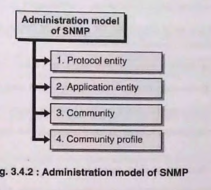 Administration model
of SNMP
1. Protocol entity
2. Application entity
3. Community
4. Community profile
g. 3.4.2 : Administration model of SNMP